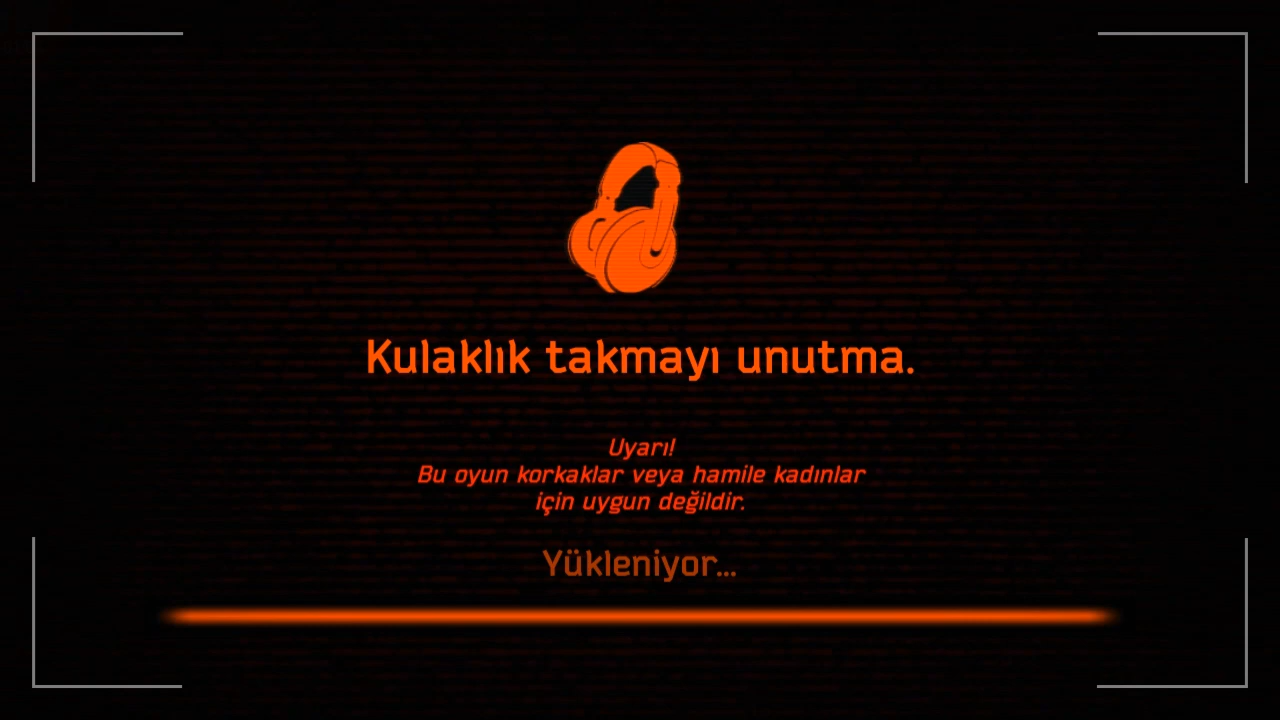 Kulaklık takmayı unutma.
Uyarı!
Bu oyun korkaklar veya hamile kadınlar
için uygun değildir.
Yükleniyor...